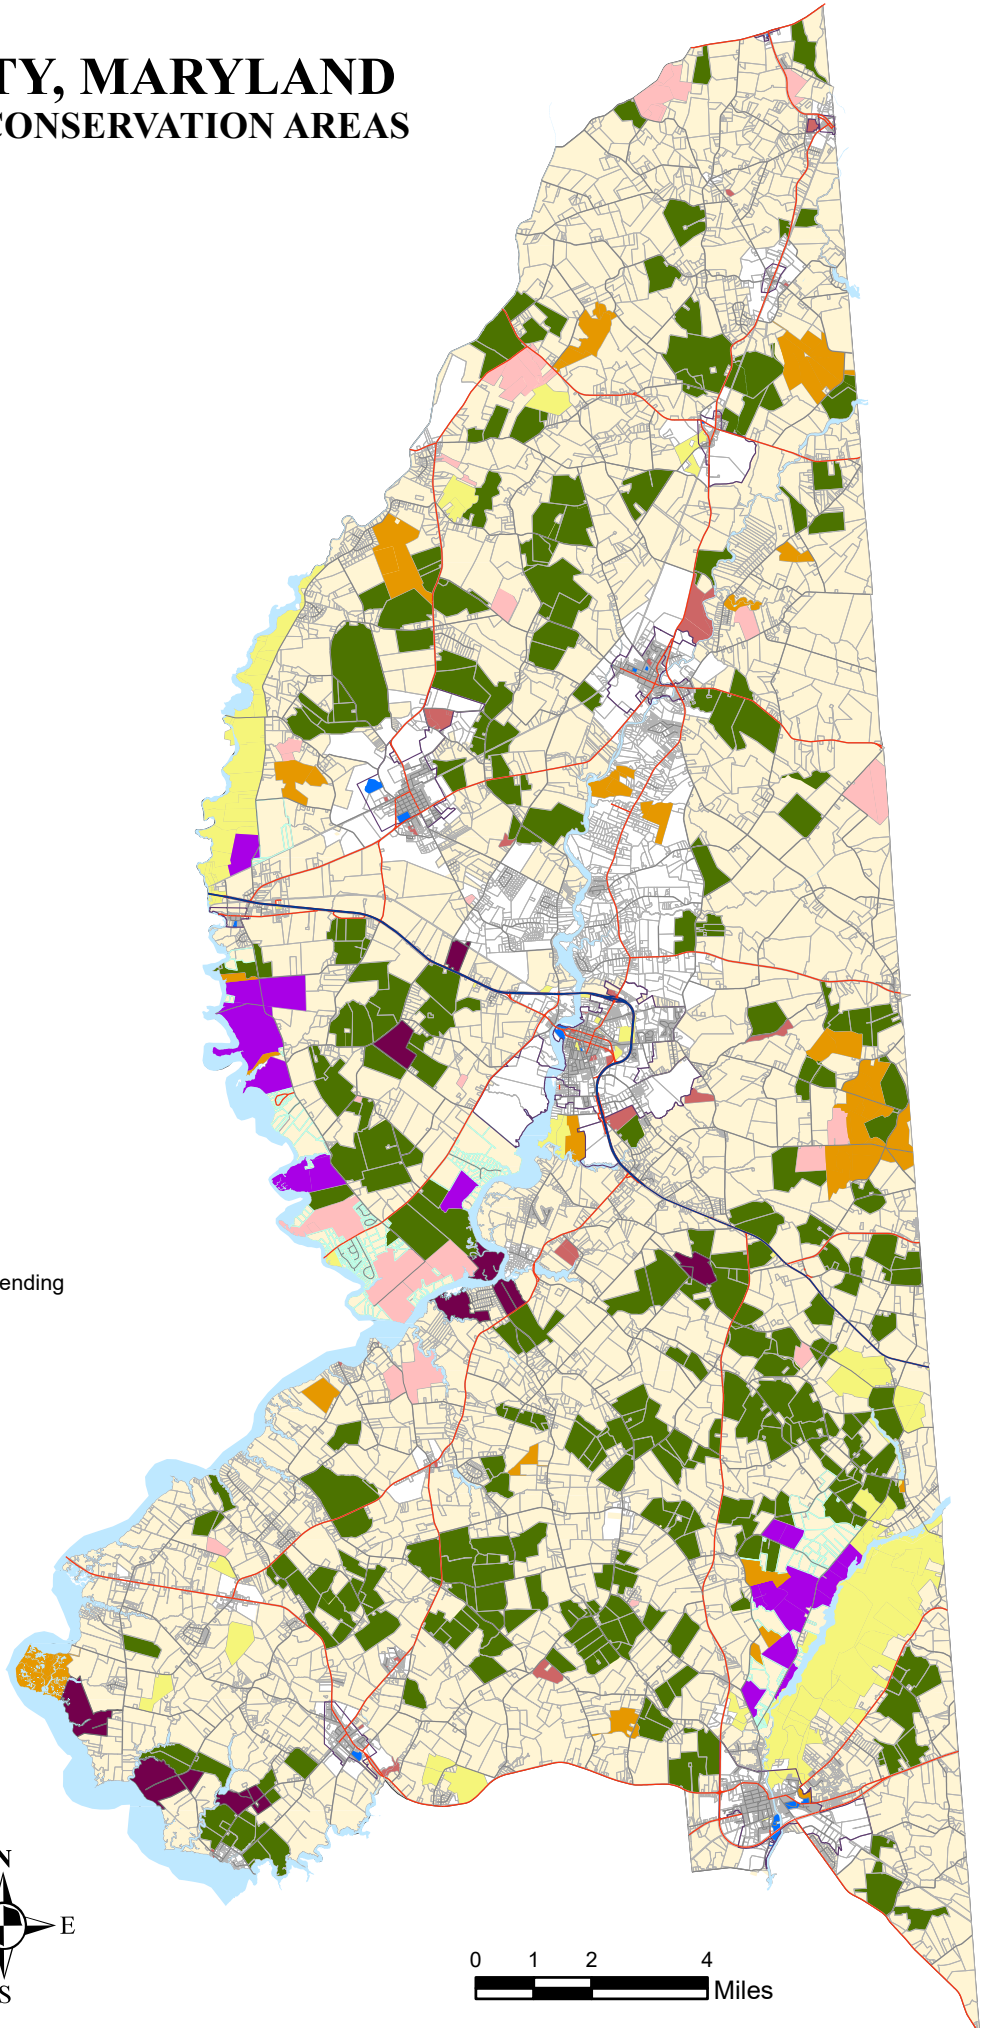 TY, MARYLAND
CONSERVATION AREAS
ending
N
E
S
0 1 2 4
Miles